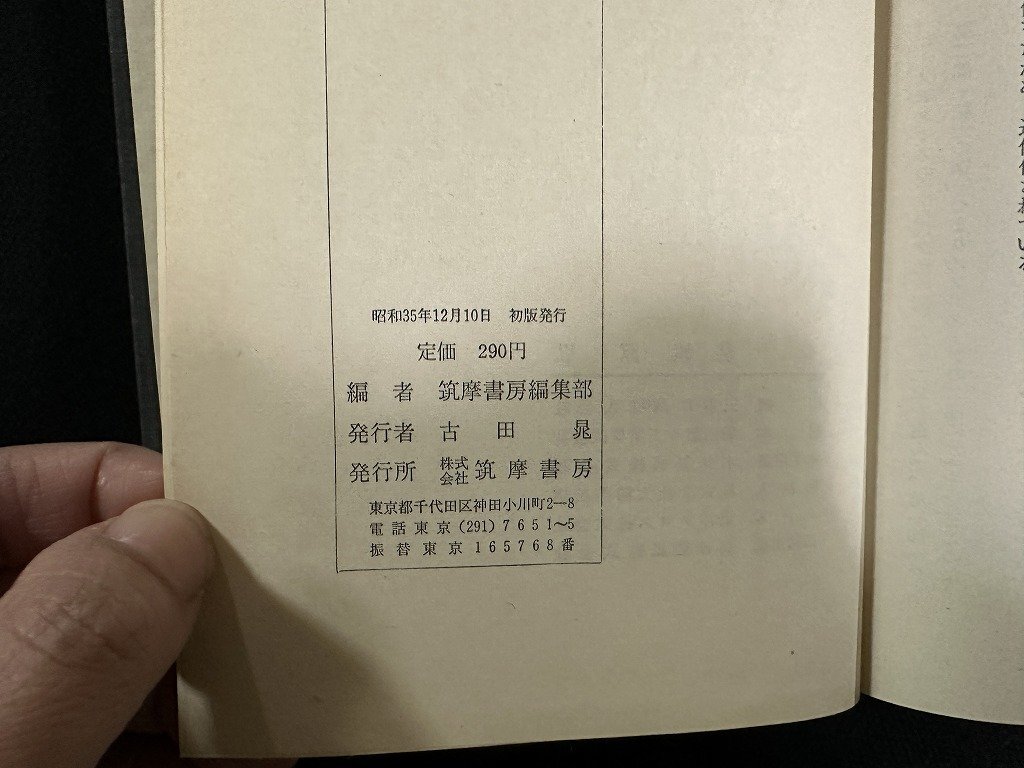 昭和35年12月10日　初版発行
定価　290円
編者　筑摩書房編集部
発行者　古田　晁
発行所　株式会社 筑摩書房
東京都千代田区神田小川町2―8
電話東京(291)7651〜5
振替東京165768番